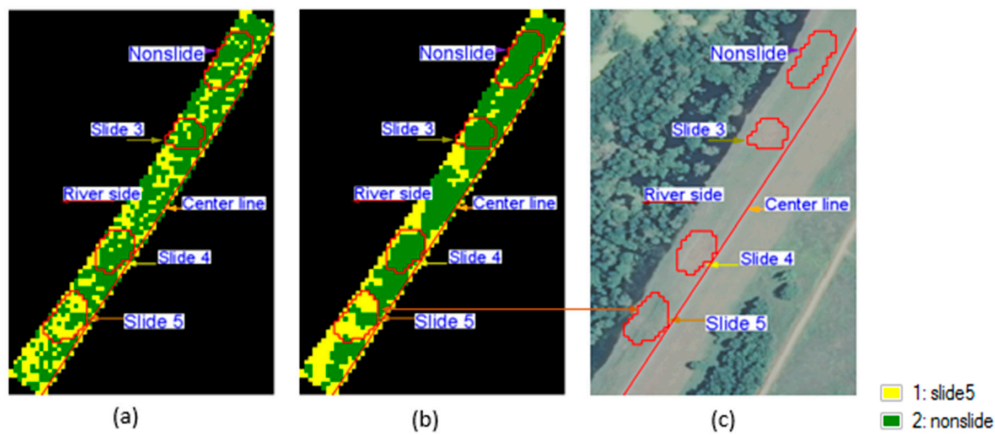 Nonslide
Slide 3
River side
Center line
Slide 4
Slide 5
(a)
Nonslide
Slide 3
River side
Center line
Slide 4
Slide 5
(b)
Nonslide
Slide 3
River side
Center line
Slide 4
Slide 5
(c)
1: slide5
2: nonslide